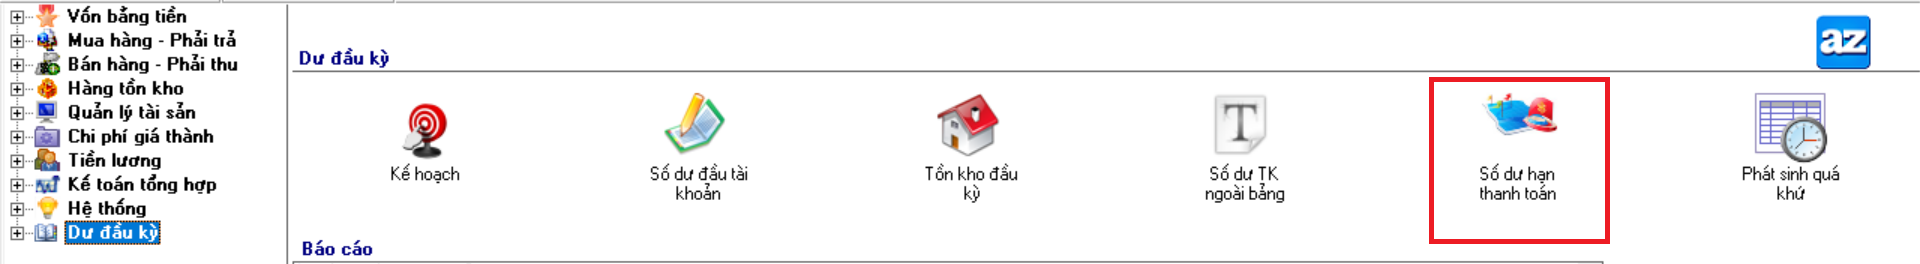 Vốn bằng tiền
Mua hàng - Phải trả
Bán hàng - Phải thu
Hàng tồn kho
Quản lý tài sản
Chi phí giá thành
Tiền lương
Kế toán tổng hợp
Hệ thống
Dư đầu kỳ
Dư đầu kỳ
az
Kế hoạch
Số dư đầu tài
khoản
Tồn kho đầu
kỳ
T
Số dư TK
ngoài bảng
Số dư hạn
thanh toán
Phát sinh quá
khứ
Báo cáo